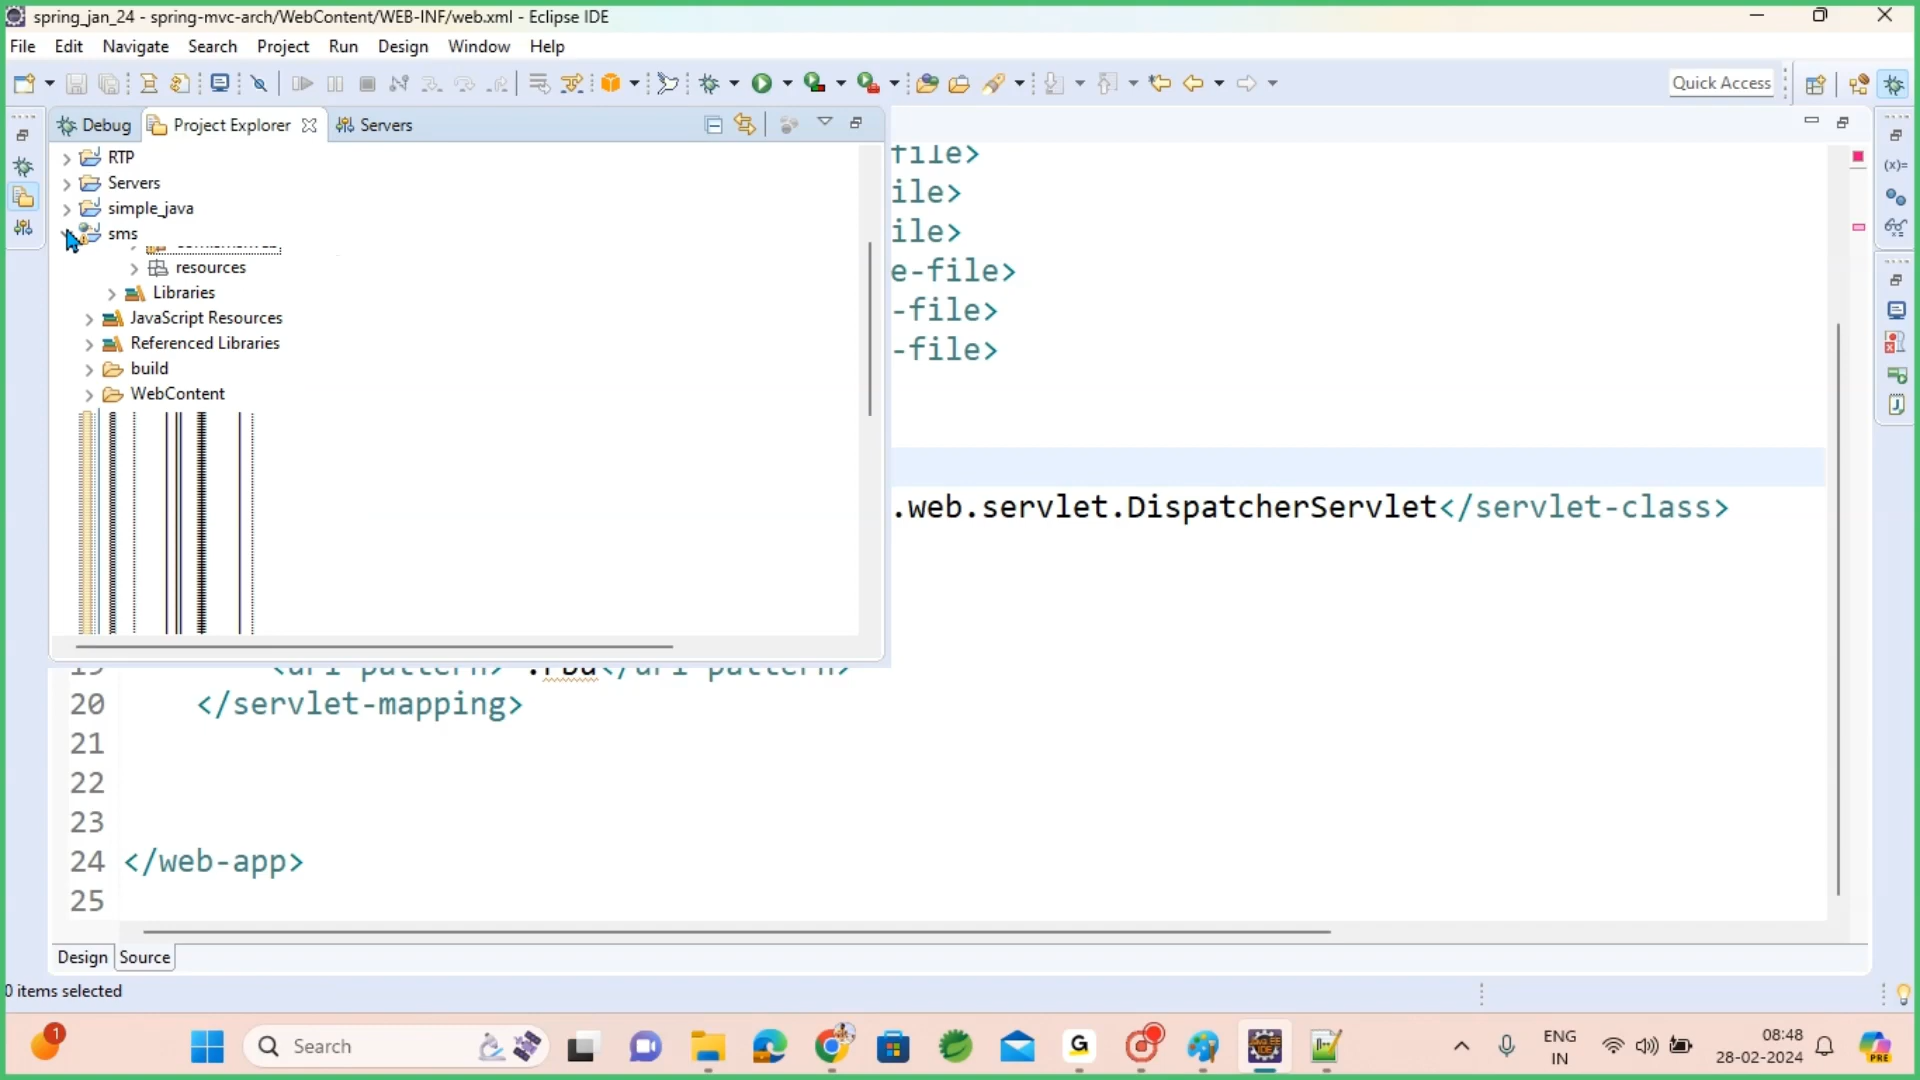 spring_jan_24 - spring-mvc-arch/WebContent/WEB-INF/web.xml - Eclipse IDE
File Edit Navigate Search Project Run Design Window Help
Quick Access
Debug Project Explorer Servers
RTP
Servers
simple_java
sms
resources
Libraries
JavaScript Resources
Referenced Libraries
build
WebContent
file>
ile>
ile>
e-file>
-file>
-file>
.web.servlet.DispatcherServlet</servlet-class>
20 </servlet-mapping>
21
22
23
24 </web-app>
25
Design Source
0 items selected
1
Search
G
ENG
IN
08:48
28-02-2024
PRE